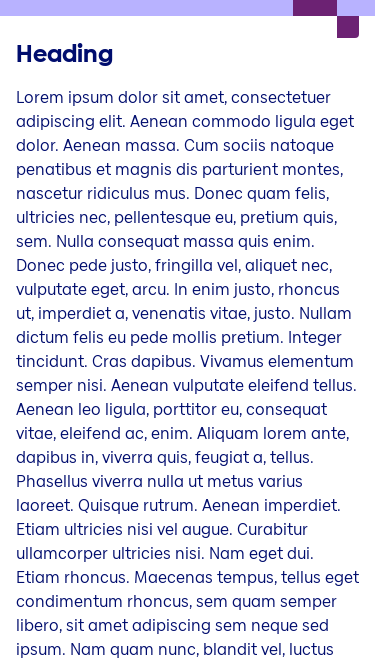 Heading
Lorem ipsum dolor sit amet, consectetuer
adipiscing elit. Aenean commodo ligula eget
dolor. Aenean massa. Cum sociis natoque
penatibus et magnis dis parturient montes,
nascetur ridiculus mus. Donec quam felis,
ultricies nec, pellentesque eu, pretium quis,
sem. Nulla consequat massa quis enim.
Donec pede justo, fringilla vel, aliquet nec,
vulputate eget, arcu. In enim justo, rhoncus
ut, imperdiet a, venenatis vitae, justo. Nullam
dictum felis eu pede mollis pretium. Integer
tincidunt. Cras dapibus. Vivamus elementum
semper nisi. Aenean vulputate eleifend tellus.
Aenean leo ligula, porttitor eu, consequat
vitae, eleifend ac, enim. Aliquam lorem ante,
dapibus in, viverra quis, feugiat a, tellus.
Phasellus viverra nulla ut metus varius
laoreet. Quisque rutrum. Aenean imperdiet.
Etiam ultricies nisi vel augue. Curabitur
ullamcorper ultricies nisi. Nam eget dui.
Etiam rhoncus. Maecenas tempus, tellus eget
condimentum rhoncus, sem quam semper
libero, sit amet adipiscing sem neque sed
ipsum. Nam quam nunc, blandit vel, luctus